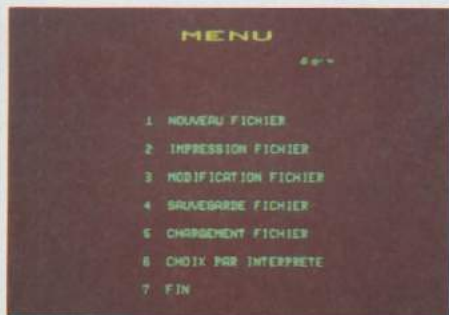 MENU
1 NOUVEAU FICHIER
2 IMPRESSION FICHIER
3 MODIFICATION FICHIER
4 SAUVEGARDE FICHIER
5 CHARGEMENT FICHIER
6 CHOIX PAR INTERPRETE
7 FIN